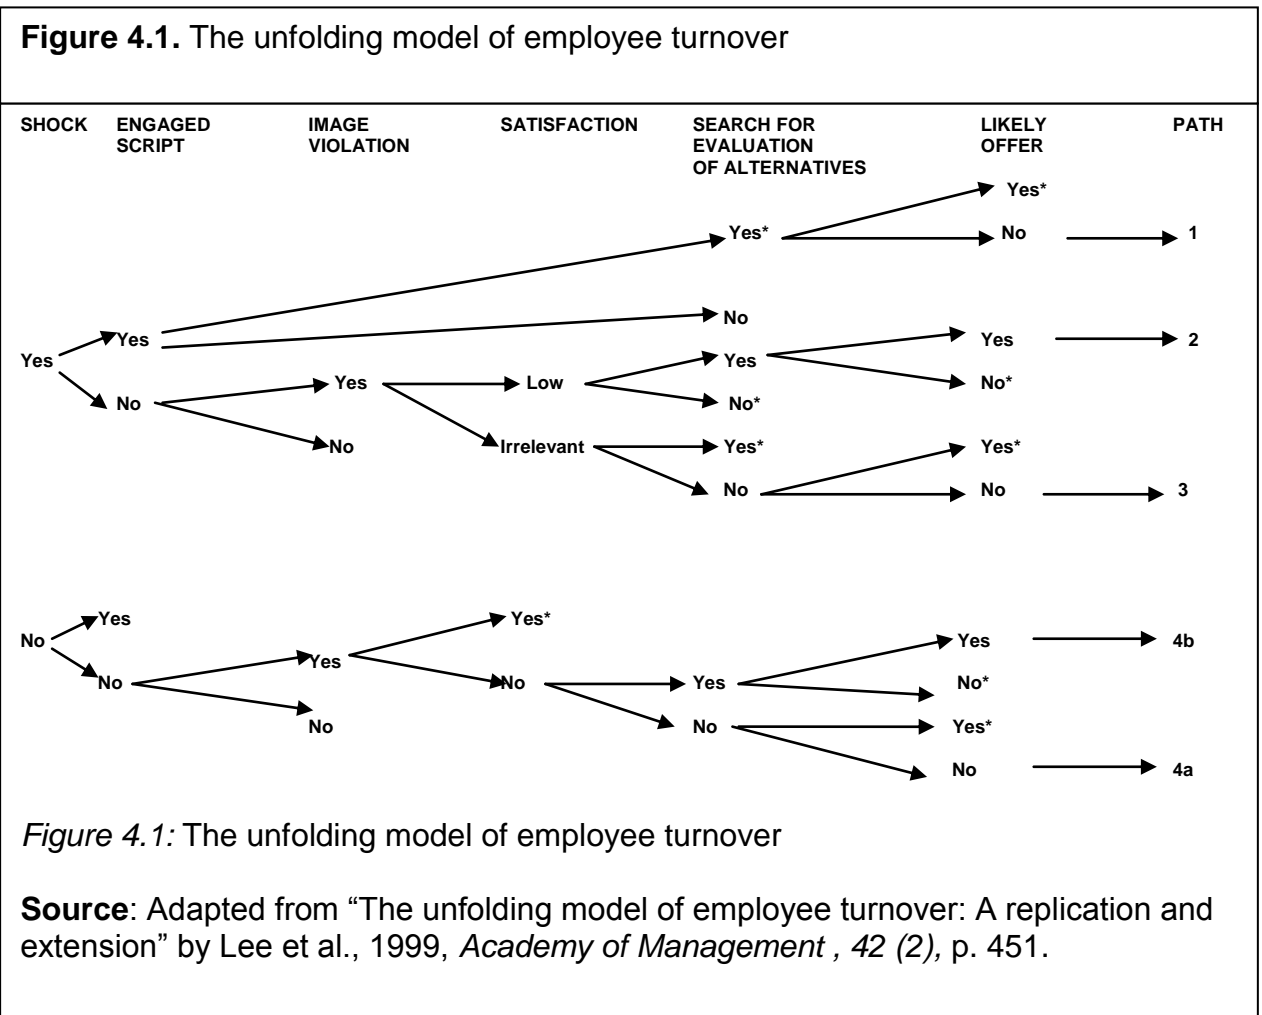 Figure 4.1. The unfolding model of employee turnover
SHOCK ENGAGED IMAGE SATISFACTION SEARCH FOR LIKELY PATH
SCRIPT VIOLATION EVALUATION OFFER
OF ALTERNATIVES
Yes*
Yes* No 1
No
Yes Yes 2
Yes Yes
Yes Low No*
No No*
No Irrelevant Yes* Yes*
No No 3
Yes Yes*
No Yes 4b
Yes
No No Yes No*
No No Yes*
No 4a
Figure 4.1: The unfolding model of employee turnover
Source: Adapted from “The unfolding model of employee turnover: A replication and
extension” by Lee et al., 1999, Academy of Management , 42 (2), p. 451.